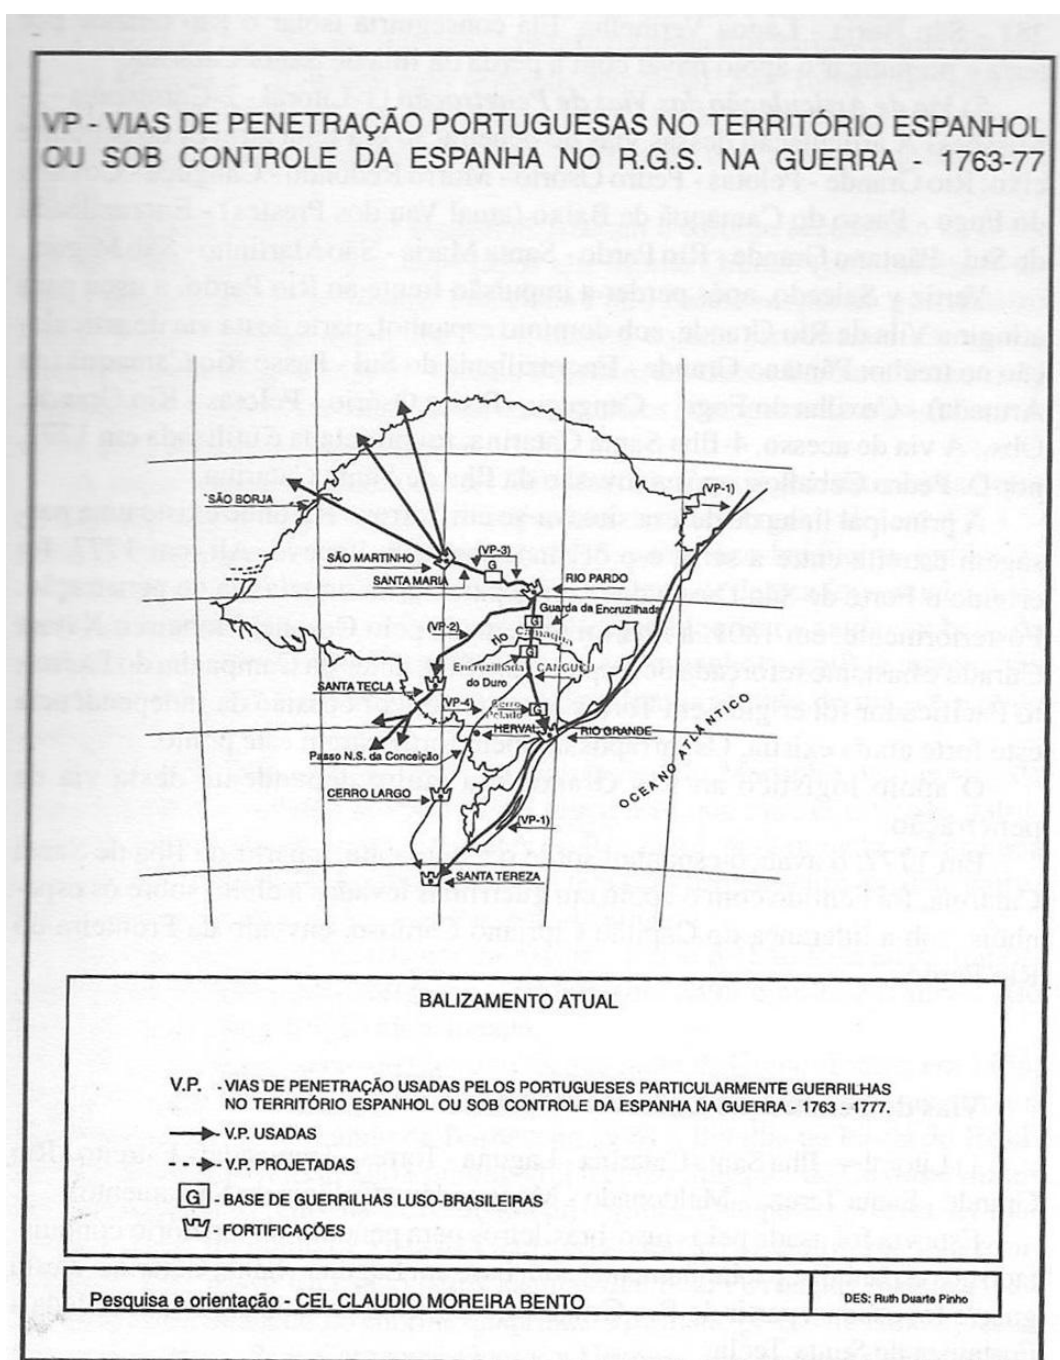 VP - VIAS DE PENETRAÇÃO PORTUGUESAS NO TERRITÓRIO ESPANHOL
OU SOB CONTROLE DA ESPANHA NO R.G.S. NA GUERRA - 1763-77
(VP-1)
SÃO BORJA
SÃO MARTINHO
(VP-3)
G
SANTA MARIA
RIO PARDO
Guarda da Encruzilhada
G
(VP-2)
RIO Camaquã
G
Encruzilhada
do Duro
CANGUÇU
SANTA TECLA
(VP-4)
Cerro
Pelado
G
HERVAL
RIO GRANDE
Passo N.S. da Conceição
CERRO LARGO
OCEANO ATLÂNTICO
(VP-1)
SANTA TEREZA
BALIZAMENTO ATUAL
V.P. - VIAS DE PENETRAÇÃO USADAS PELOS PORTUGUESES PARTICULARMENTE GUERRILHAS
NO TERRITÓRIO ESPANHOL OU SOB CONTROLE DA ESPANHA NA GUERRA - 1763 - 1777.
- V.P. USADAS
- V.P. PROJETADAS
G - BASE DE GUERRILHAS LUSO-BRASILEIRAS
- FORTIFICAÇÕES
Pesquisa e orientação - CEL CLAUDIO MOREIRA BENTO
DES; Ruth Duarte Pinho